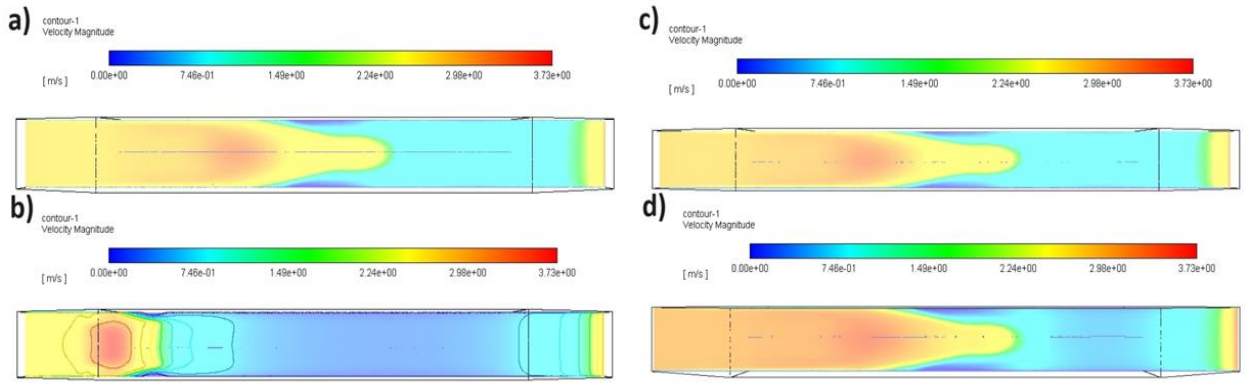 a)
contour-1
Velocity Magnitude
[ m/s ]
0.00e+00 7.46e-01 1.49e+00 2.24e+00 2.98e+00 3.73e+00
b)
contour-1
Velocity Magnitude
[ m/s ]
0.00e+00 7.46e-01 1.49e+00 2.24e+00 2.98e+00 3.73e+00
c)
contour-1
Velocity Magnitude
[ m/s ]
0.00e+00 7.46e-01 1.49e+00 2.24e+00 2.98e+00 3.73e+00
d)
contour-1
Velocity Magnitude
[ m/s ]
0.00e+00 7.46e-01 1.49e+00 2.24e+00 2.98e+00 3.73e+00